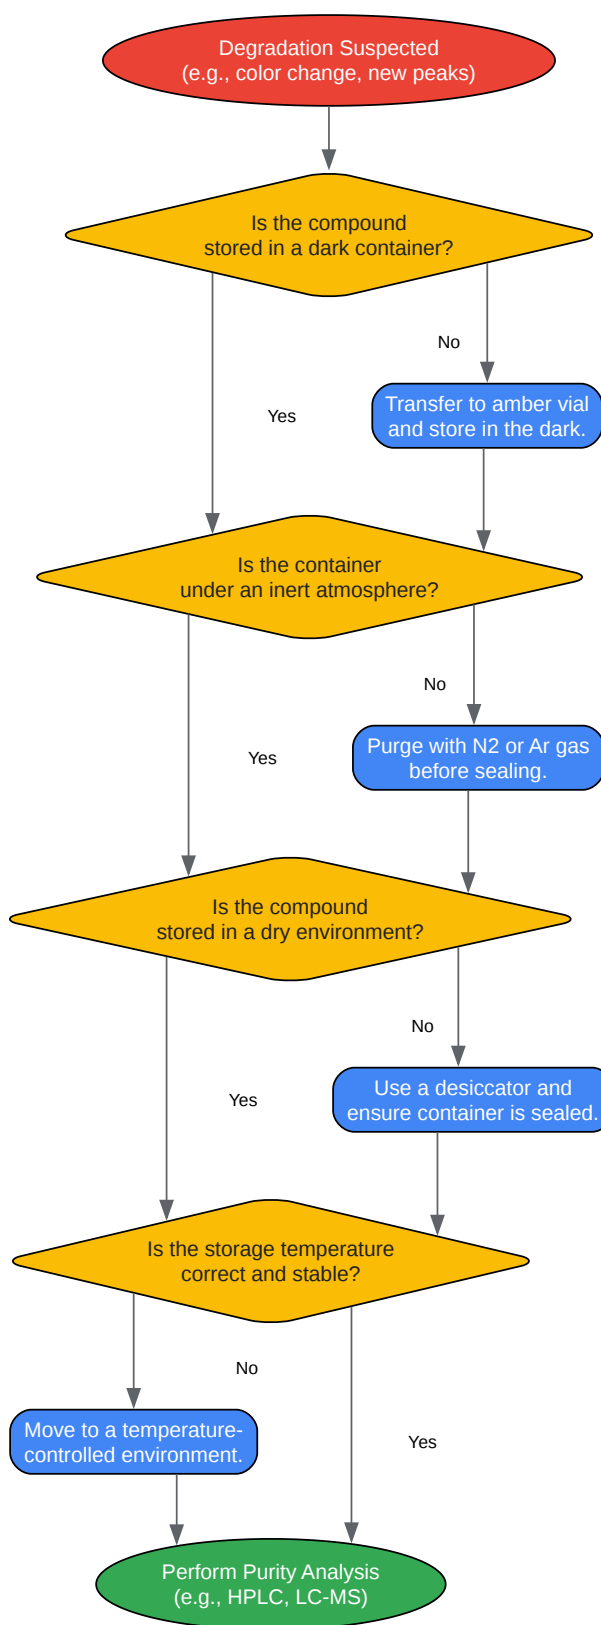 Degradation Suspected
(e.g., color change, new peaks)
Is the compound
stored in a dark container?
No
Transfer to amber vial
and store in the dark.
Yes
Is the container
under an inert atmosphere?
No
Purge with N2 or Ar gas
before sealing.
Yes
Is the compound
stored in a dry environment?
No
Use a desiccator and
ensure container is sealed.
Yes
Is the storage temperature
correct and stable?
No
Move to a temperature-
controlled environment.
Yes
Perform Purity Analysis
(e.g., HPLC, LC-MS)